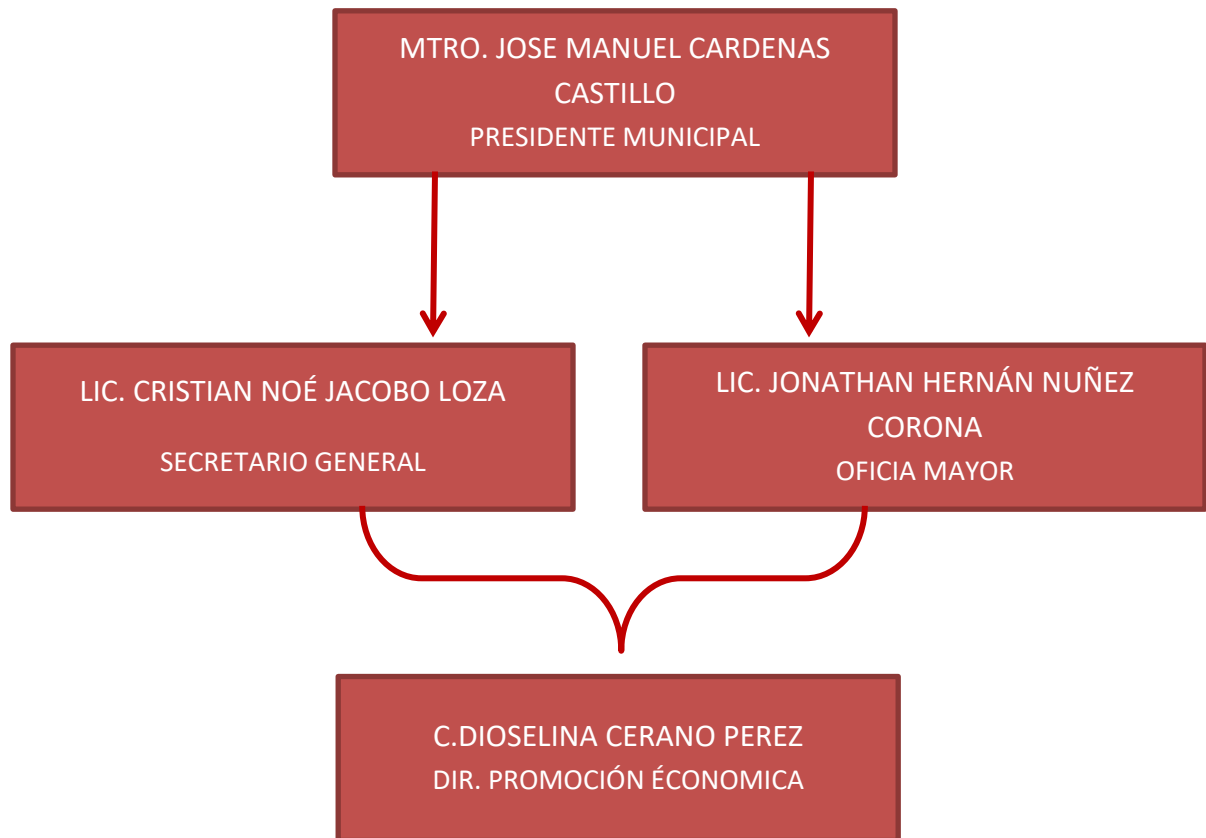 MTRO. JOSE MANUEL CARDENAS
CASTILLO
PRESIDENTE MUNICIPAL
LIC. CRISTIAN NOÉ JACOBO LOZA
SECRETARIO GENERAL
LIC. JONATHAN HERNÁN NUÑEZ
CORONA
OFICIA MAYOR
C.DIOSELINA CERANO PEREZ
DIR. PROMOCIÓN ÉCONOMICA